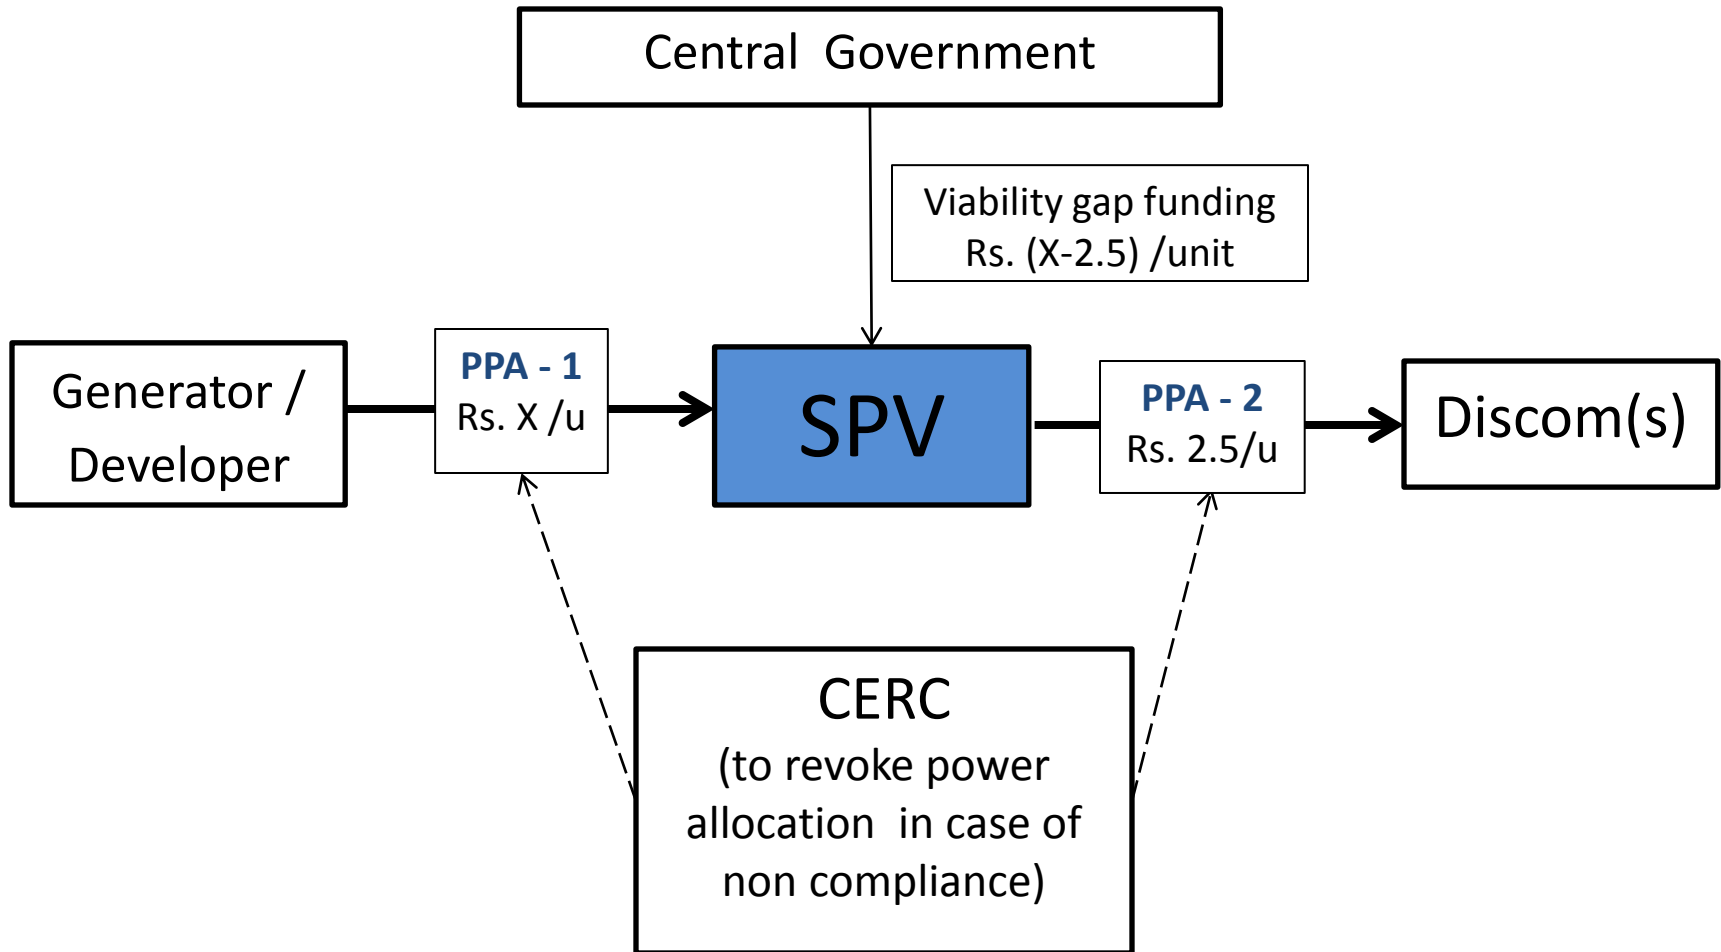 Central Government
Viability gap funding
Rs. (X-2.5) /unit
Generator /
Developer
PPA - 1
Rs. X /u
SPV
PPA - 2
Rs. 2.5/u
Discom(s)
CERC
(to revoke power
allocation in case of
non compliance)